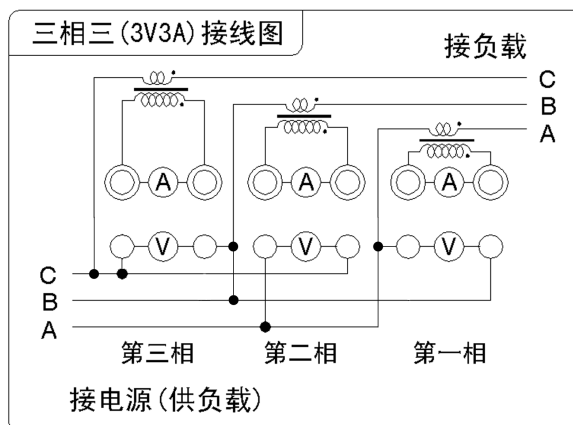 三相三(3V3A)接线图
接负载
C
B
A
A A A
V V V
C
B
A
第三相 第二相 第一相
接电源(供负载)